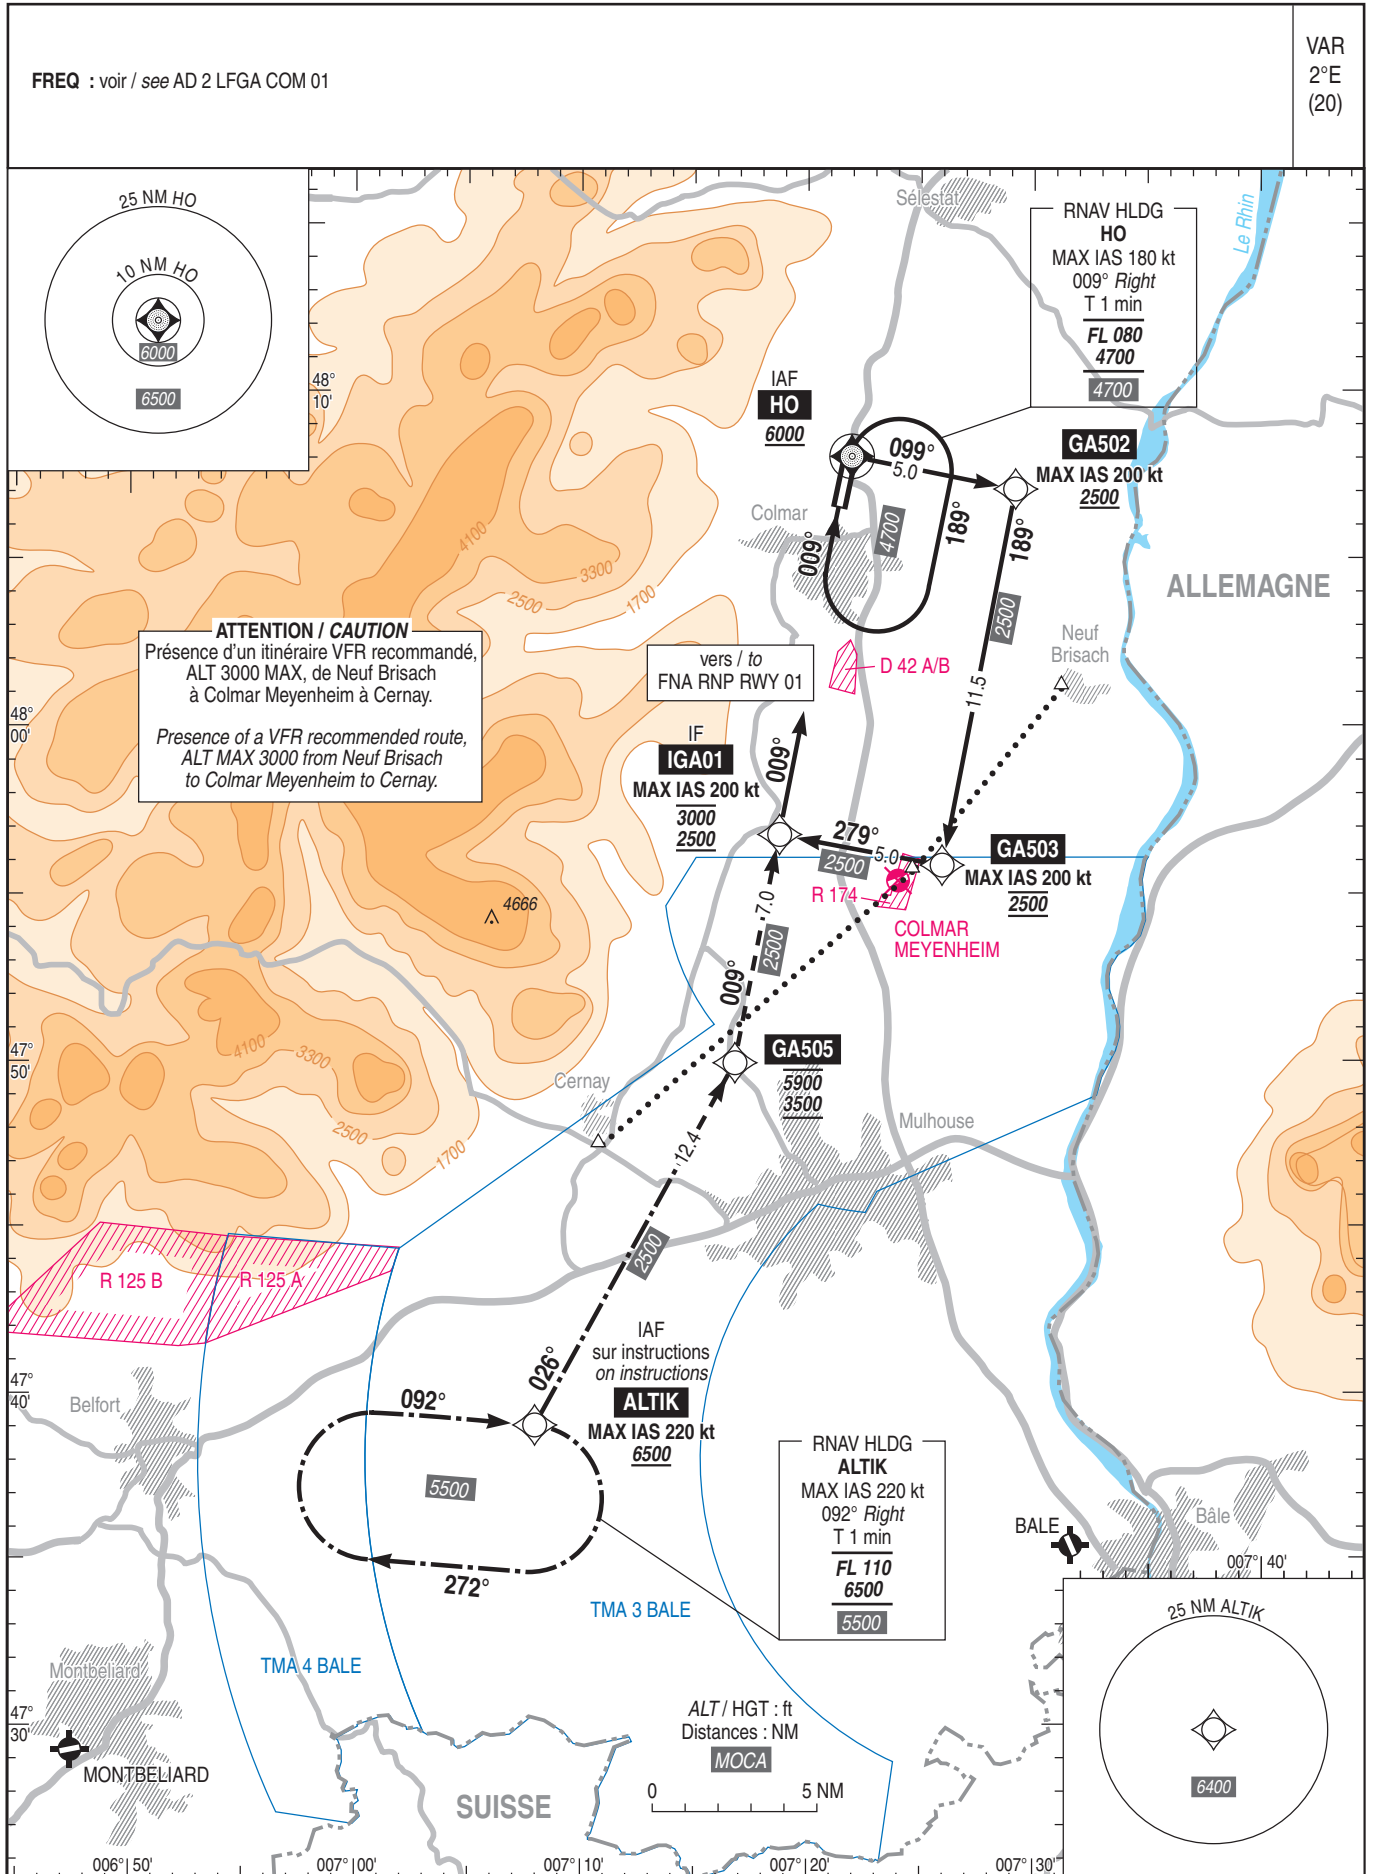 FREQ : voir / see AD 2 LFGA COM 01
VAR
2°E
(20)
25 NM HO
10 NM HO
6000
6500
48°
10'
Sélestat
Le Rhin
RNAV HLDG
HO
MAX IAS 180 kt
009° Right
T 1 min
FL 080
4700
4700
IAF
HO
6000
099°
5.0
GA502
MAX IAS 200 kt
2500
Colmar
009°
4700
189°
189°
2500
11.5
ALLEMAGNE
Neuf
Brisach
4100
3300
2500
1700
ATTENTION / CAUTION
Présence d'un itinéraire VFR recommandé,
ALT 3000 MAX, de Neuf Brisach
à Colmar Meyenheim à Cernay.
Presence of a VFR recommended route,
ALT MAX 3000 from Neuf Brisach
to Colmar Meyenheim to Cernay.
vers / to
FNA RNP RWY 01
D 42 A/B
48°
00'
IF
IGA01
MAX IAS 200 kt
3000
2500
009°
279°
5.0
2500
GA503
MAX IAS 200 kt
2500
R 174
COLMAR
MEYENHEIM
4666
7.0
2500
009°
47°
50'
4100
3300
2500
1700
GA505
5900
3500
Cernay
Mulhouse
12.4
2500
R 125 B
R 125 A
IAF
sur instructions
on instructions
ALTIK
MAX IAS 220 kt
6500
026°
47°
40'
Belfort
092°
5500
272°
RNAV HLDG
ALTIK
MAX IAS 220 kt
092° Right
T 1 min
FL 110
6500
5500
BALE
Bâle
007° 40'
TMA 3 BALE
TMA 4 BALE
25 NM ALTIK
6400
Montbeliard
47°
30'
MONTBELIARD
ALT / HGT : ft
Distances : NM
MOCA
0 5 NM
SUISSE
006° 50'
007° 00'
007° 10'
007° 20'
007° 30'